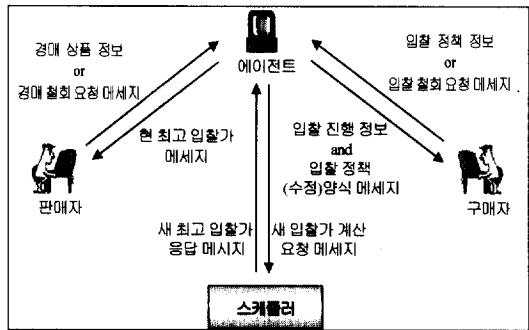 경매 상품 정보
or
경매 철회 요청 메세지
에이전트
입찰 정책 정보
or
입찰 철회 요청 메세지
현 최고 입찰가
메세지
입찰 진행 정보
and
입찰 정책
(수정)양식 메세지
판매자
구매자
새 최고 입찰가
응답 메시지
새 입찰가 계산
요청 메세지
스케쥴러